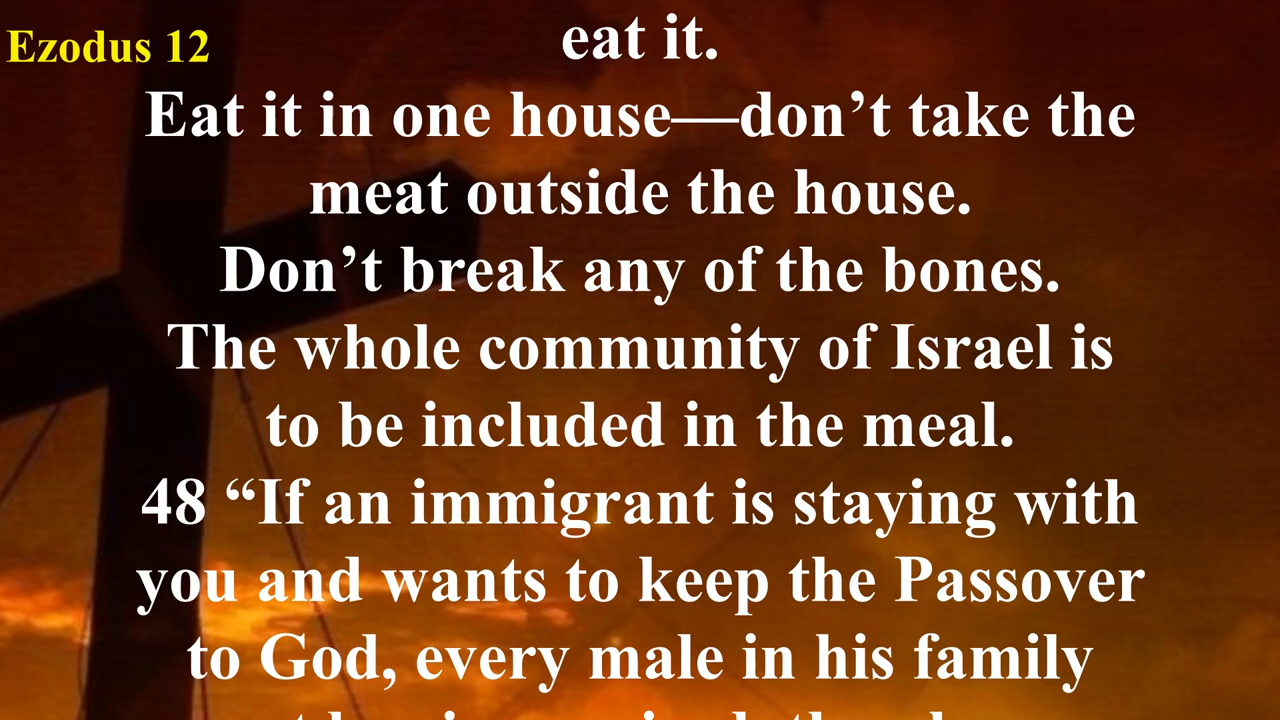 Ezodus 12
eat it.
Eat it in one house—don’t take the
meat outside the house.
Don’t break any of the bones.
The whole community of Israel is
to be included in the meal.
48 “If an immigrant is staying with
you and wants to keep the Passover
to God, every male in his family